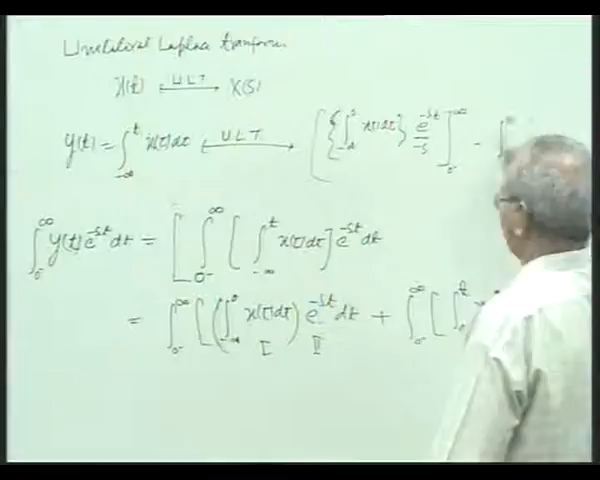 Unilateral Laplace transform
x(t) ⟷ ULT X(s)
y(t) = ∫_{-∞}^{t} x(τ)dτ ⟷ ULT [{∫_{-∞}^{t} x(τ)dτ} e^{-st}/-s]_{0^-}^{∞} - ∫^{∞}
∫_{0^-}^{∞} y(t)e^{-st}dt = [∫_{0^-}^{∞} [∫_{-∞}^{t} x(τ)dτ] e^{-st}dt
= ∫_{0^-}^{∞} [(∫_{-∞}^{0} x(τ)dτ) e^{-st}dt + ∫_{0^-}^{∞} [∫^{t} x
I II